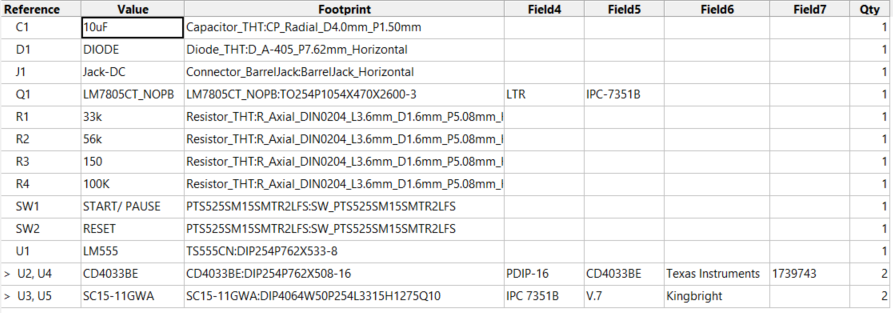 Reference Value Footprint Field4 Field5 Field6 Field7 Qty
C1 10uF Capacitor_THT:CP_Radial_D4.0mm_P1.50mm 1
D1 DIODE Diode_THT:D_A-405_P7.62mm_Horizontal 1
J1 Jack-DC Connector_BarrelJack:BarrelJack_Horizontal 1
Q1 LM7805CT_NOPB LM7805CT_NOPB:TO254P1054X470X2600-3 LTR IPC-7351B 1
R1 33k Resistor_THT:R_Axial_DIN0204_L3.6mm_D1.6mm_P5.08mm_ 1
R2 56k Resistor_THT:R_Axial_DIN0204_L3.6mm_D1.6mm_P5.08mm_ 1
R3 150 Resistor_THT:R_Axial_DIN0204_L3.6mm_D1.6mm_P5.08mm_ 1
R4 100K Resistor_THT:R_Axial_DIN0204_L3.6mm_D1.6mm_P5.08mm_ 1
SW1 START/ PAUSE PTS525SM15SMTR2LFS:SW_PTS525SM15SMTR2LFS 1
SW2 RESET PTS525SM15SMTR2LFS:SW_PTS525SM15SMTR2LFS 1
U1 LM555 TS555CN:DIP254P762X533-8 1
> U2, U4 CD4033BE CD4033BE:DIP254P762X508-16 PDIP-16 CD4033BE Texas Instruments 1739743 2
> U3, U5 SC15-11GWA SC15-11GWA:DIP4064W50P254L3315H1275Q10 IPC 7351B V.7 Kingbright 2